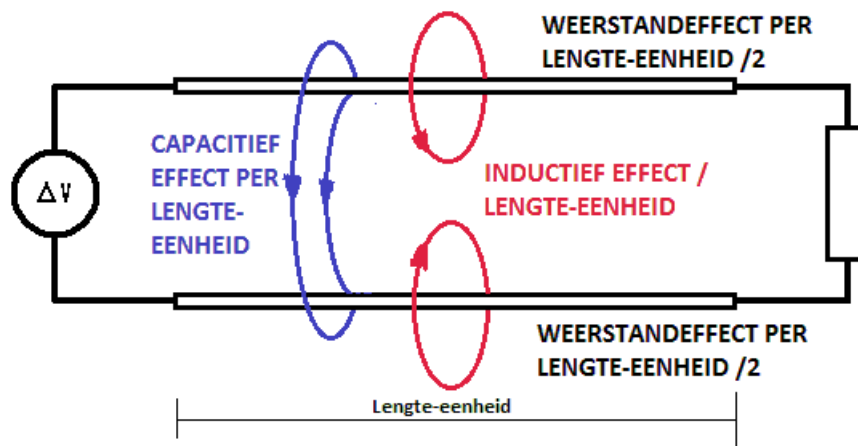 WEERSTANDEFFECT PER
LENGTE-EENHEID /2
CAPACITIEF
EFFECT PER
LENGTE-
EENHEID
ΔV
INDUCTIEF EFFECT /
LENGTE-EENHEID
WEERSTANDEFFECT PER
LENGTE-EENHEID /2
Lengte-eenheid